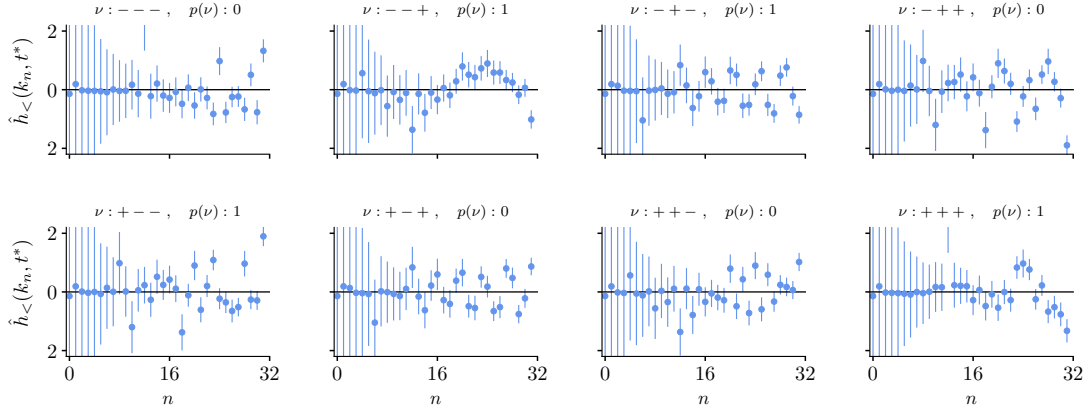 ν : − − − ,   p(ν) : 0
ν : − − + ,   p(ν) : 1
ν : − + − ,   p(ν) : 1
ν : − + + ,   p(ν) : 0
ĥ<(kₙ, t*)
2
0
2
0
16
32
0
16
32
0
16
32
0
16
32
ν : + − − ,   p(ν) : 1
ν : + − + ,   p(ν) : 0
ν : + + − ,   p(ν) : 0
ν : + + + ,   p(ν) : 1
ĥ<(kₙ, t*)
2
0
2
n
n
n
n